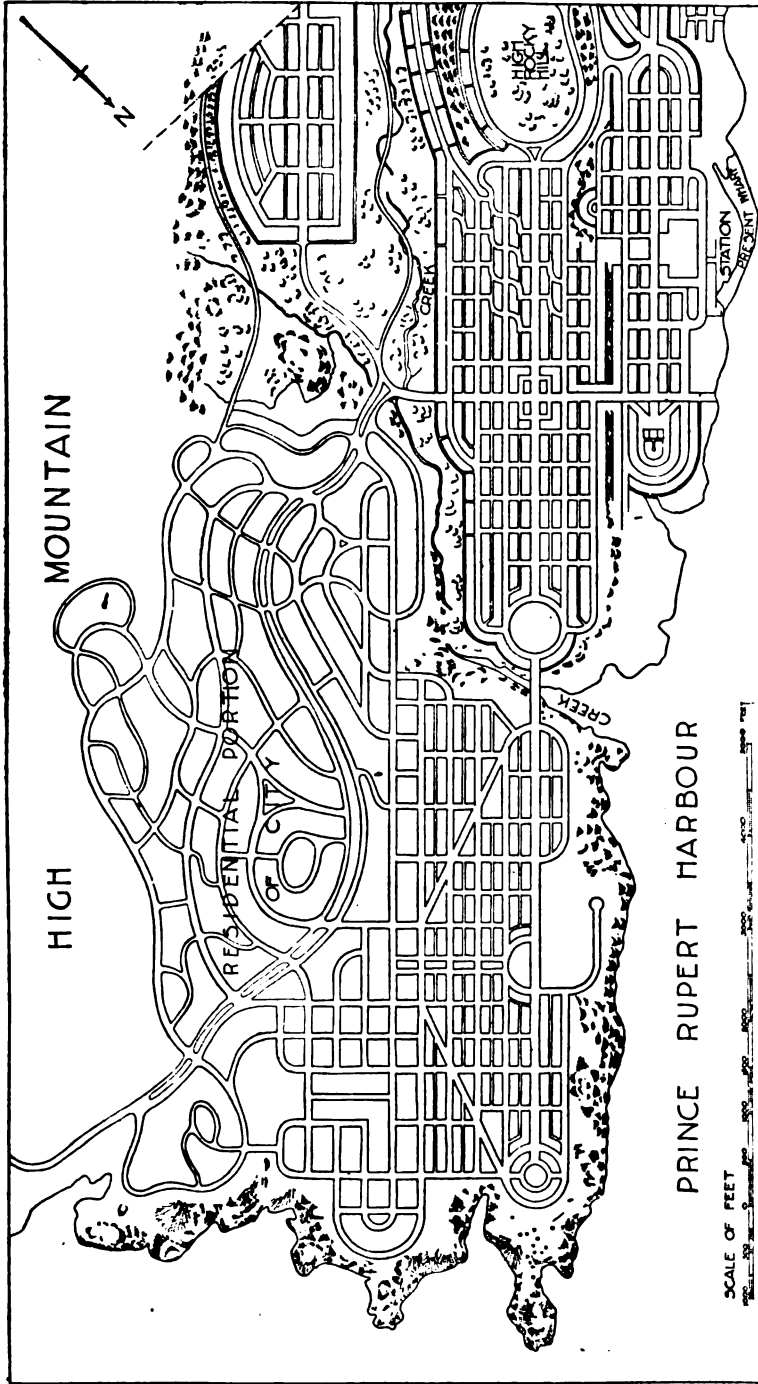 N
HIGH MOUNTAIN
RESIDENTIAL PORTION
OF CITY
HIGH
ROCKY
HILL
CREEK
CREEK
STATION
PRESENT WHARF
PRINCE RUPERT HARBOUR
SCALE OF FEET